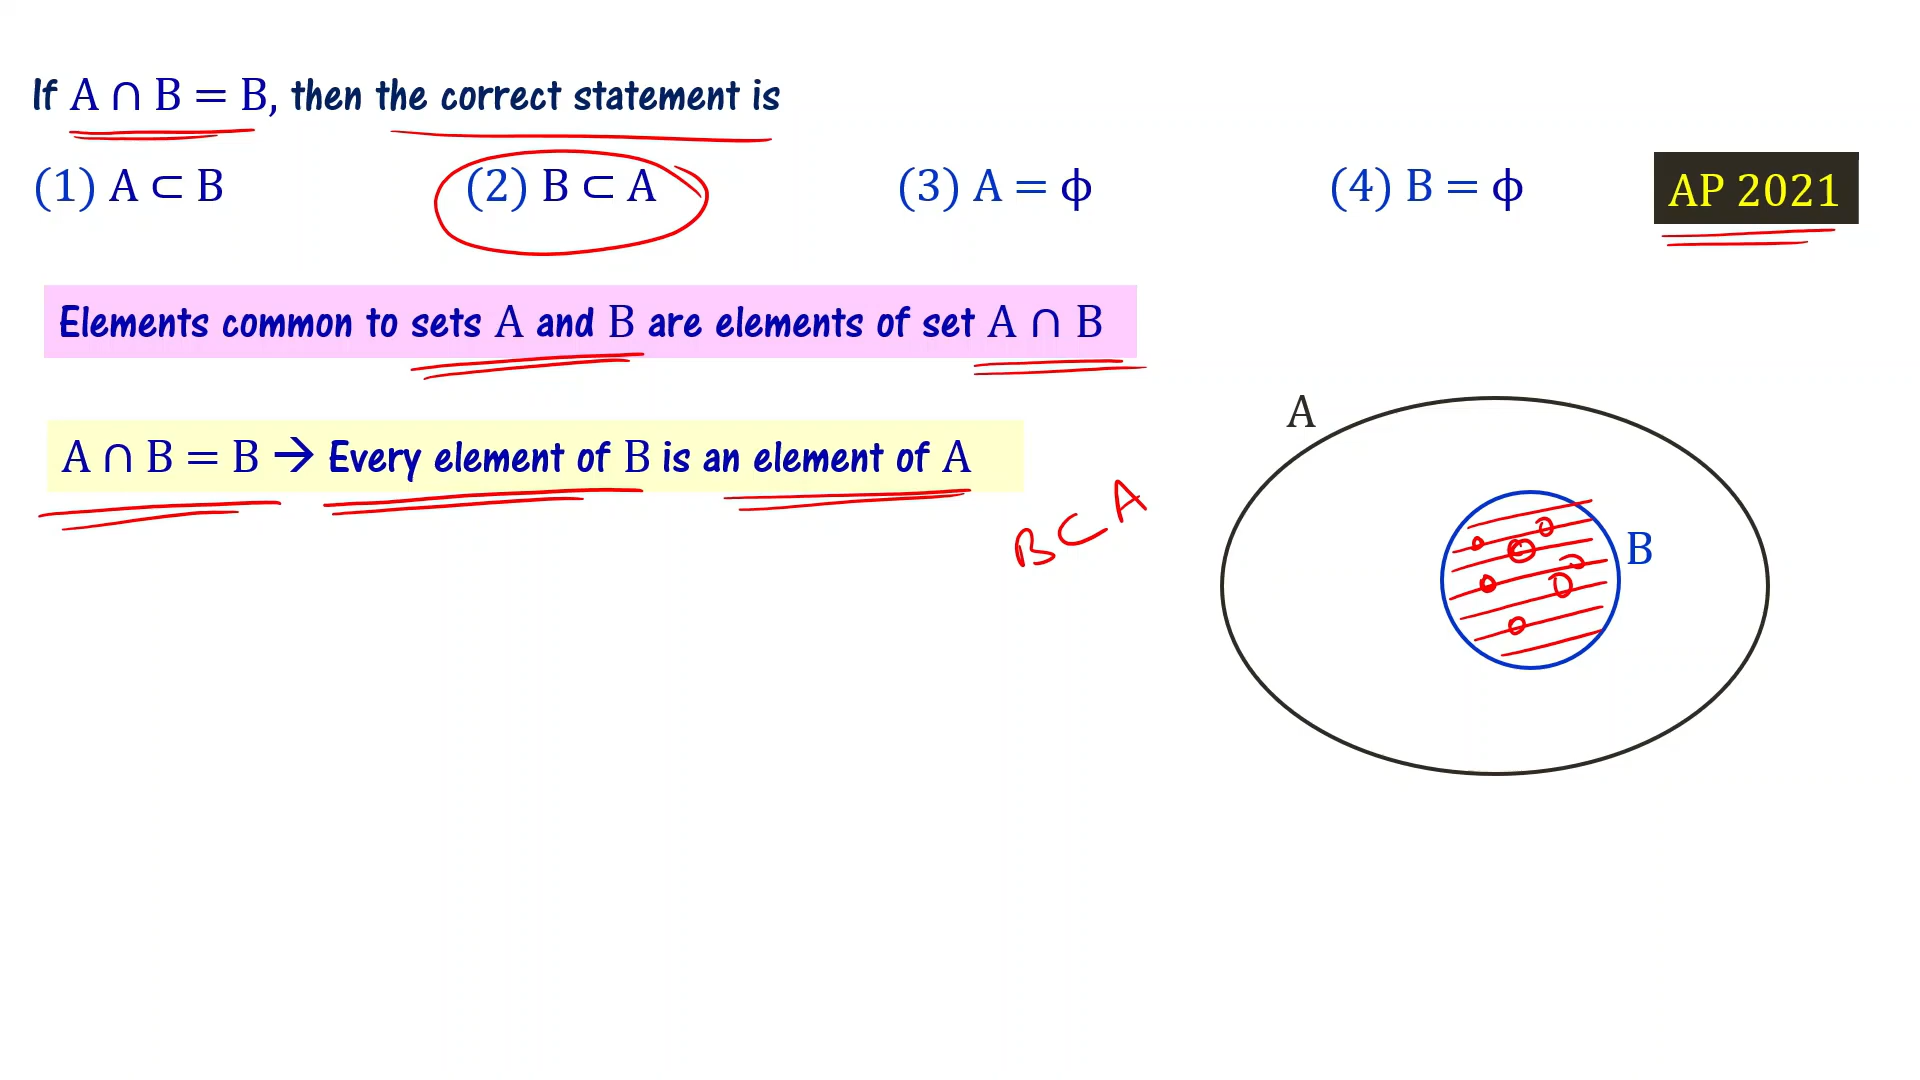 If A ∩ B = B, then the correct statement is
(1) A ⊂ B (2) B ⊂ A (3) A = ϕ (4) B = ϕ AP 2021
Elements common to sets A and B are elements of set A ∩ B
A ∩ B = B → Every element of B is an element of A
B ⊂ A
A
B